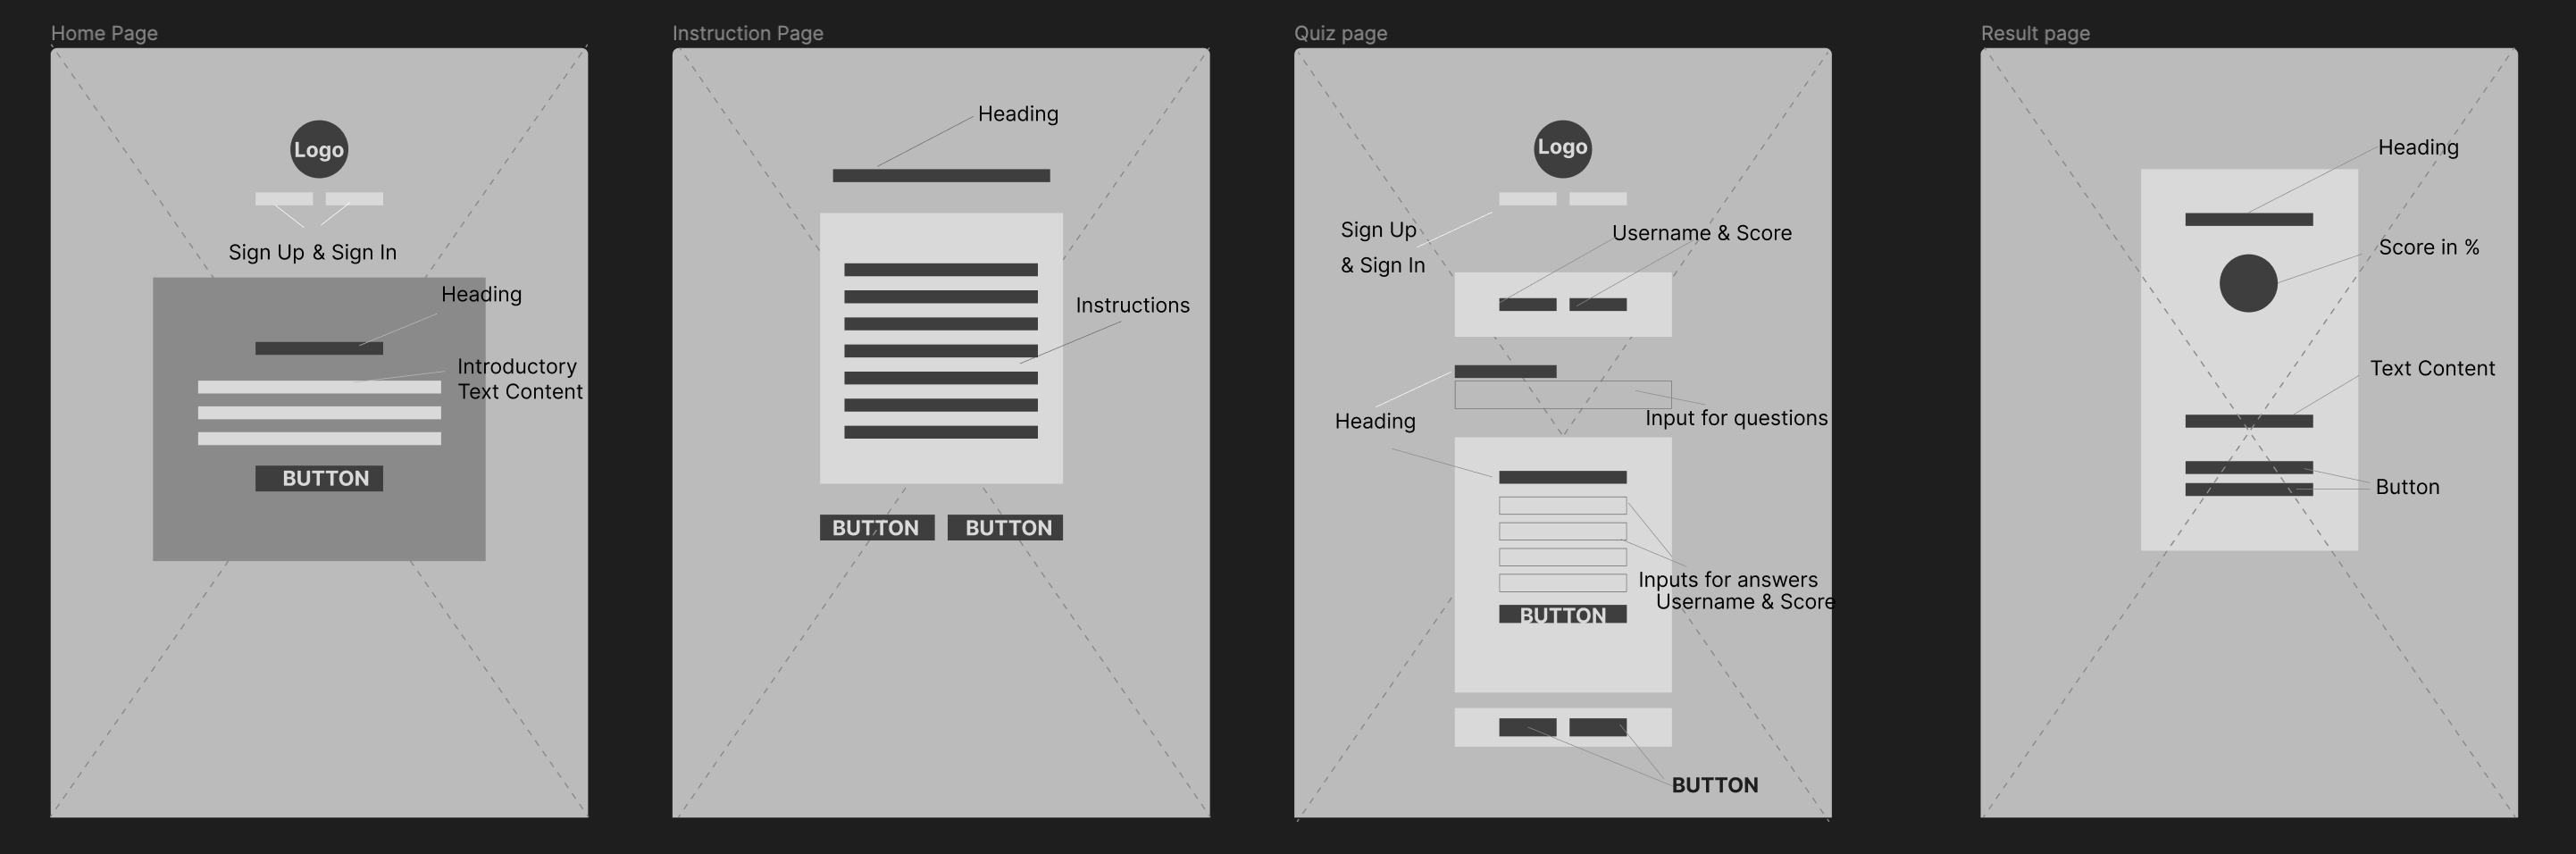 Home Page
Logo
Sign Up & Sign In
Heading
Introductory
Text Content
BUTTON
Instruction Page
Heading
Instructions
BUTTON
BUTTON
Quiz page
Logo
Sign Up
& Sign In
Username & Score
Heading
Input for questions
Inputs for answers
Username & Score
BUTTON
BUTTON
Result page
Heading
Score in %
Text Content
Button